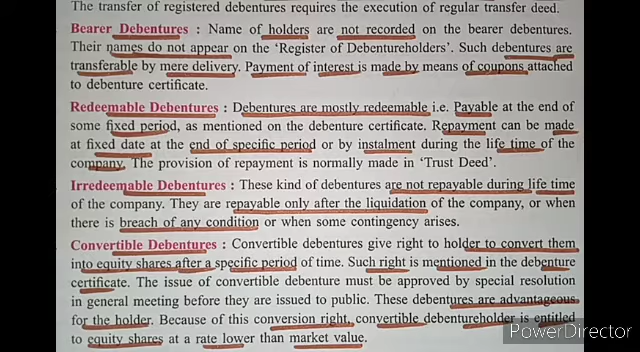 The transfer of registered debentures requires the execution of regular transfer deed.
Bearer Debentures : Name of holders are not recorded on the bearer debentures.
Their names do not appear on the 'Register of Debentureholders'. Such debentures are
transferable by mere delivery. Payment of interest is made by means of coupons attached
to debenture certificate.
Redeemable Debentures : Debentures are mostly redeemable i.e. Payable at the end of
some fixed period, as mentioned on the debenture certificate. Repayment can be made
at fixed date at the end of specific period or by instalment during the life time of the
company. The provision of repayment is normally made in 'Trust Deed'.
Irredeemable Debentures : These kind of debentures are not repayable during life time
of the company. They are repayable only after the liquidation of the company, or when
there is breach of any condition or when some contingency arises.
Convertible Debentures : Convertible debentures give right to holder to convert them
into equity shares after a specific period of time. Such right is mentioned in the debenture
certificate. The issue of convertible debenture must be approved by special resolution
in general meeting before they are issued to public. These debentures are advantageous
for the holder. Because of this conversion right, convertible debentureholder is entitled
to equity shares at a rate lower than market value.
PowerDirector